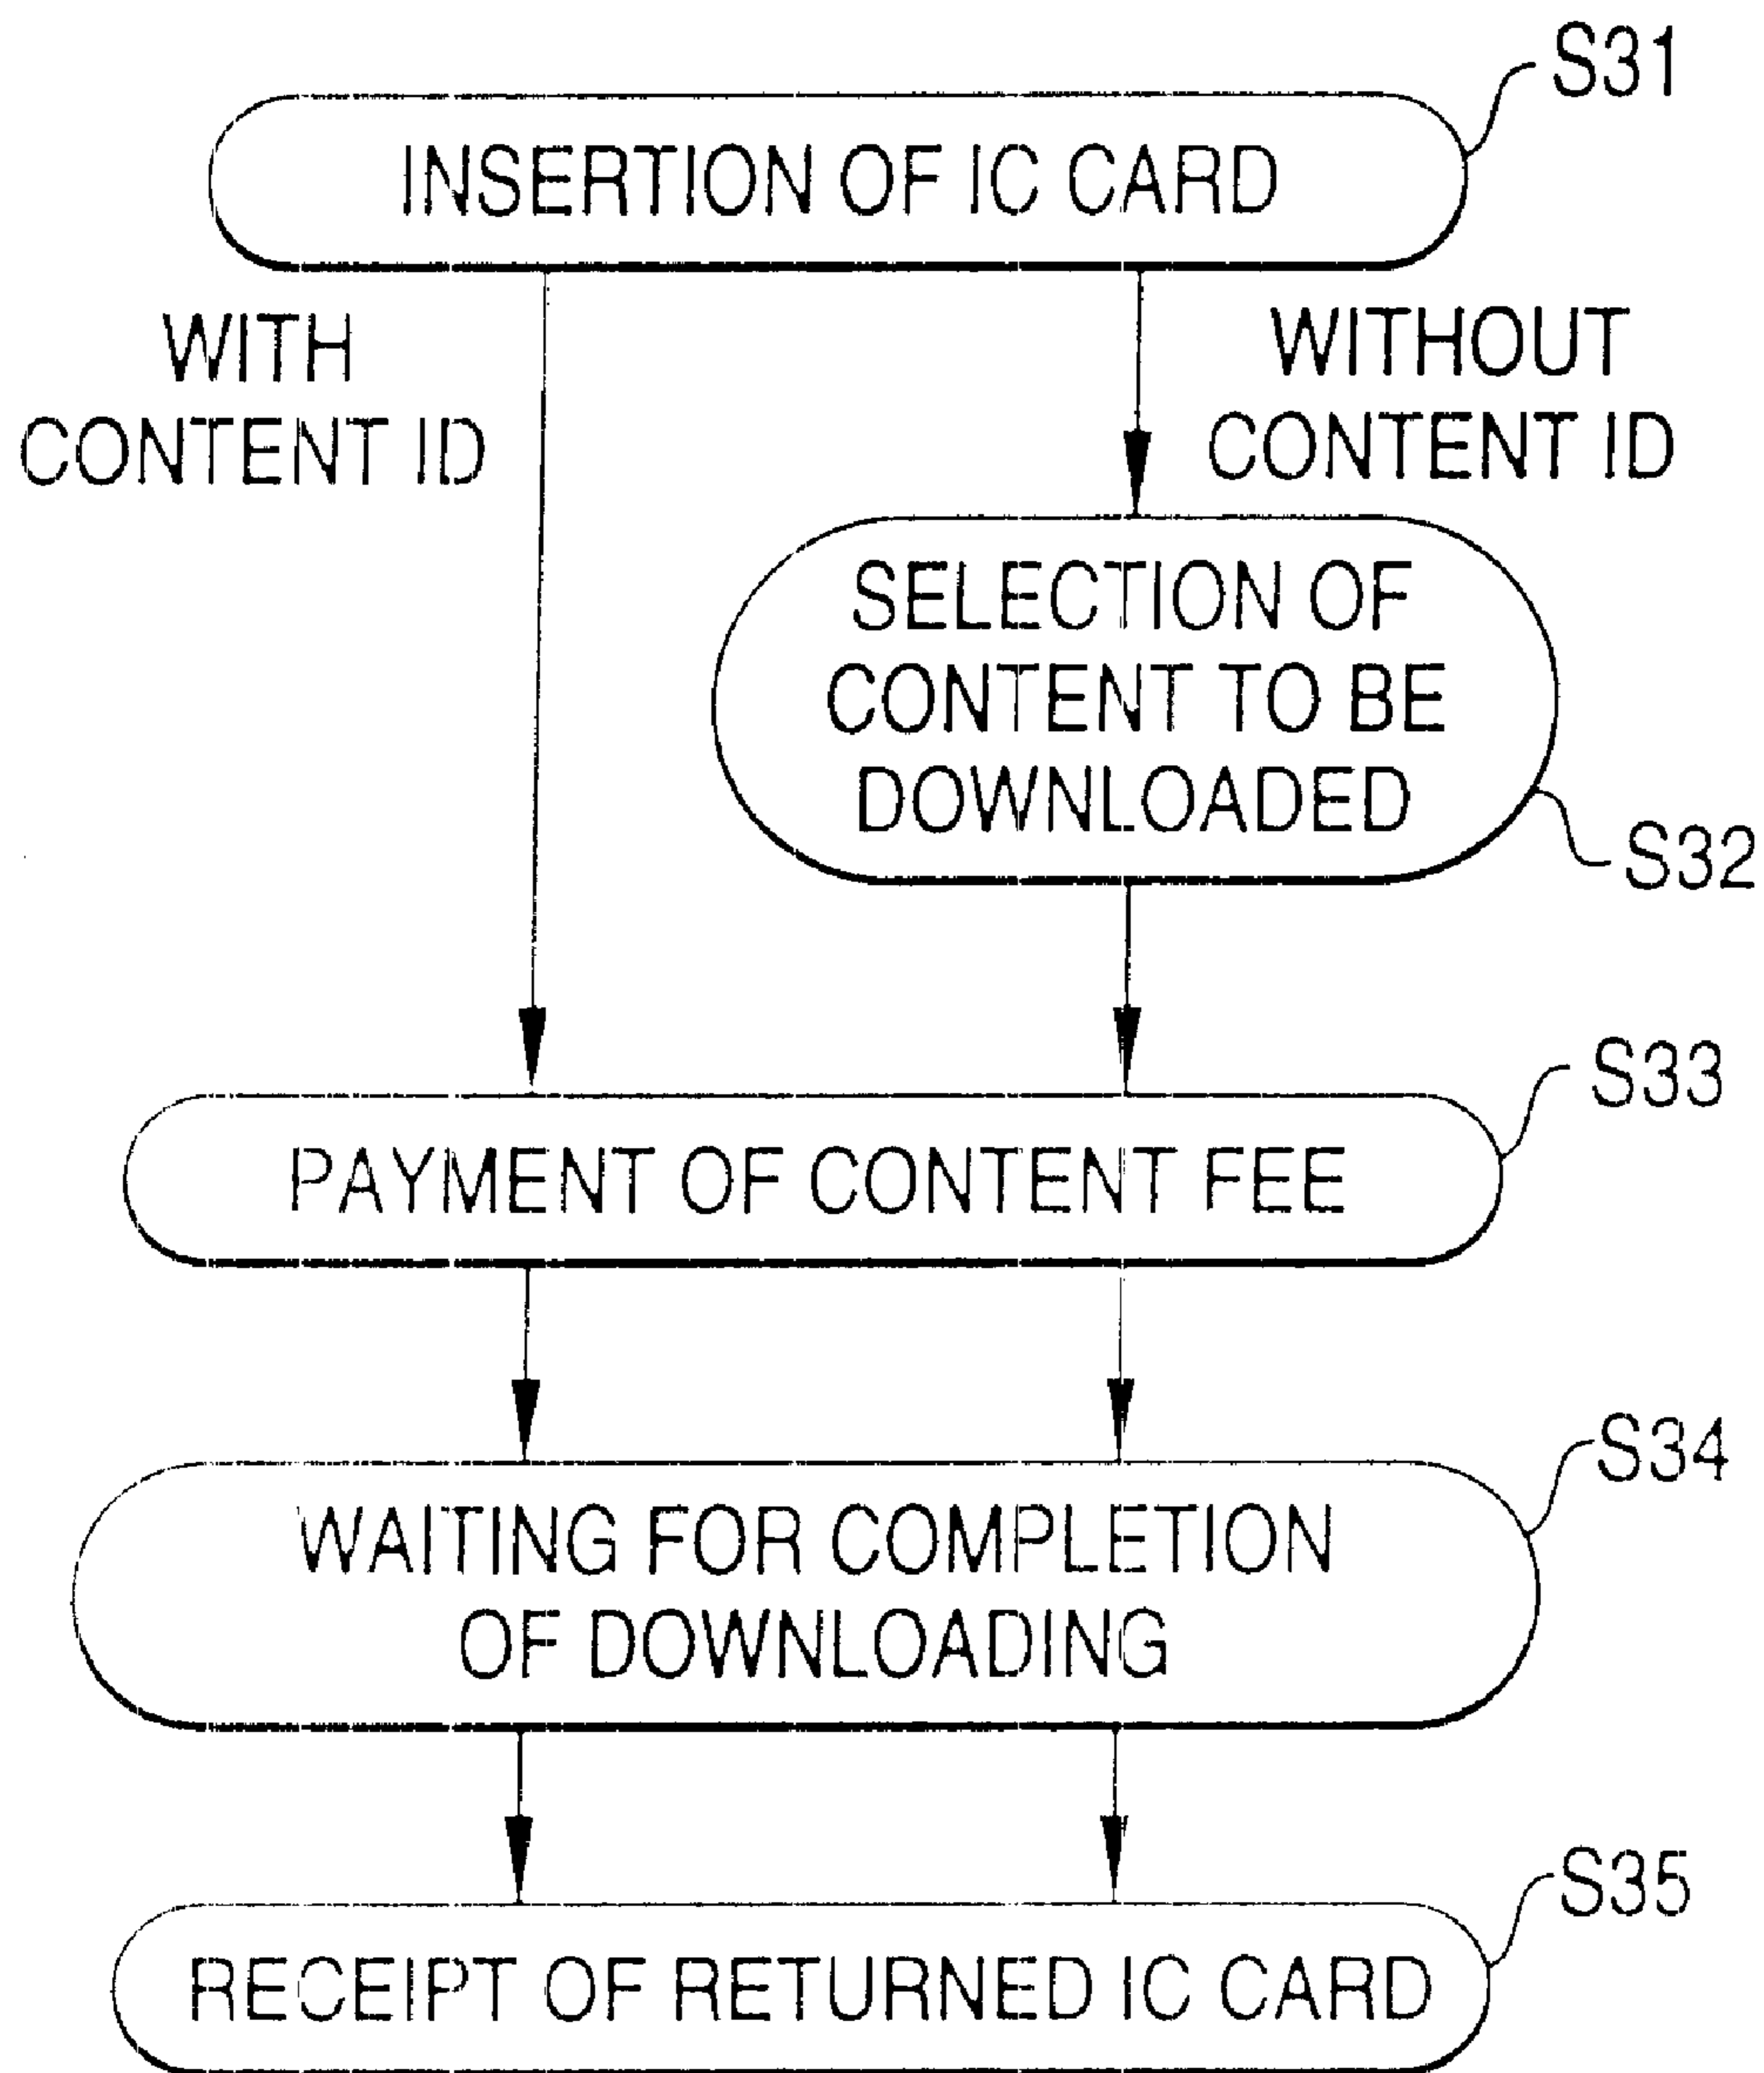 S31
INSERTION OF IC CARD
WITH
CONTENT ID
WITHOUT
CONTENT ID
SELECTION OF
CONTENT TO BE
DOWNLOADED
S32
S33
PAYMENT OF CONTENT FEE
S34
WAITING FOR COMPLETION
OF DOWNLOADING
S35
RECEIPT OF RETURNED IC CARD